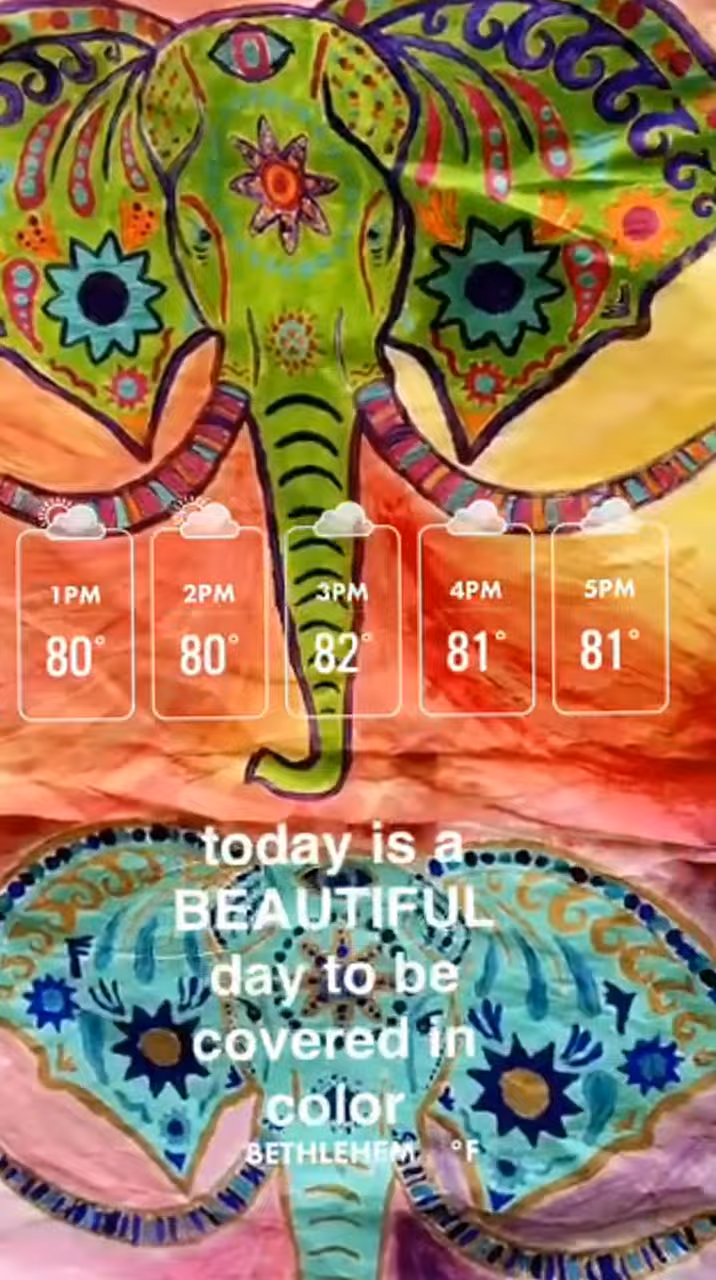 1PM 2PM 3PM 4PM 5PM
80° 80° 82° 81° 81°
today is a
BEAUTIFUL
day to be
covered in
color
BETHLEHEM °F